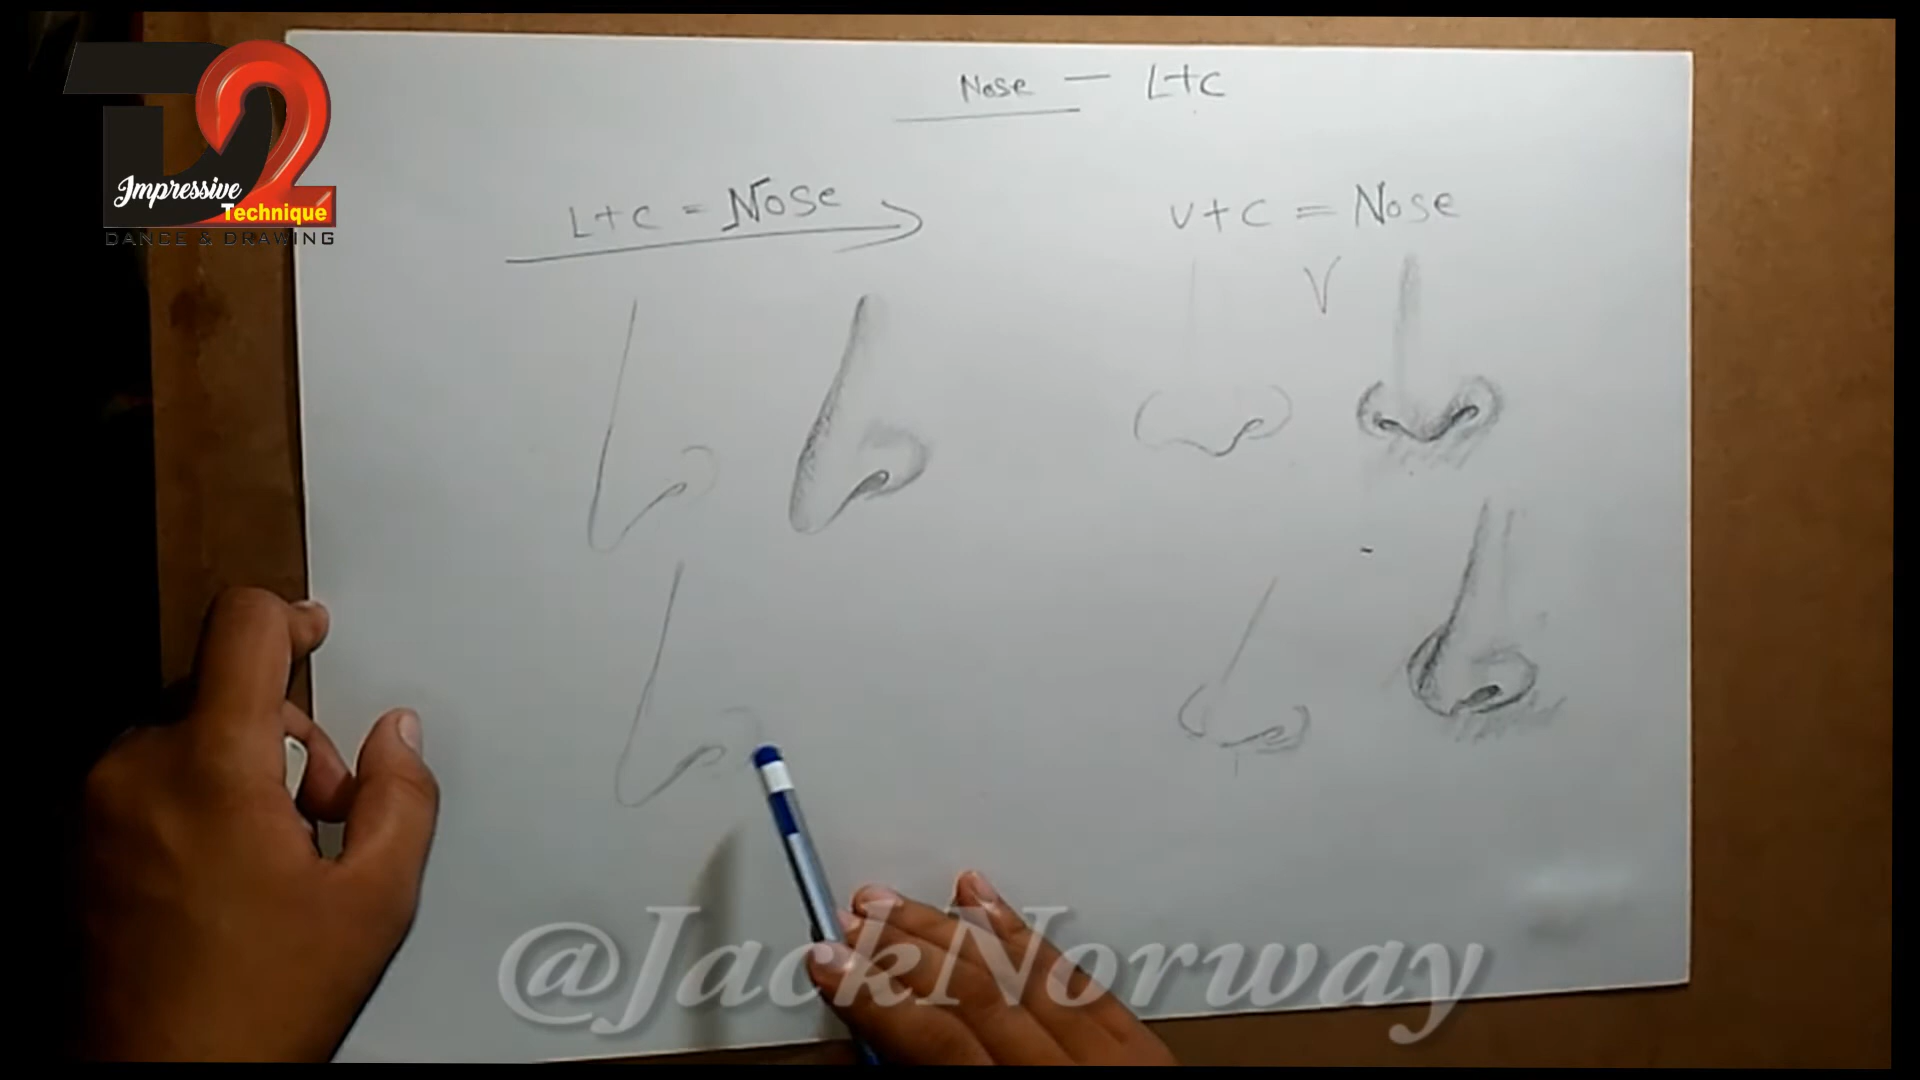 Impressive
Technique
DANCE & DRAWING
Nose — L+C
L+C = Nose
V+C = Nose
V
@JackNorway